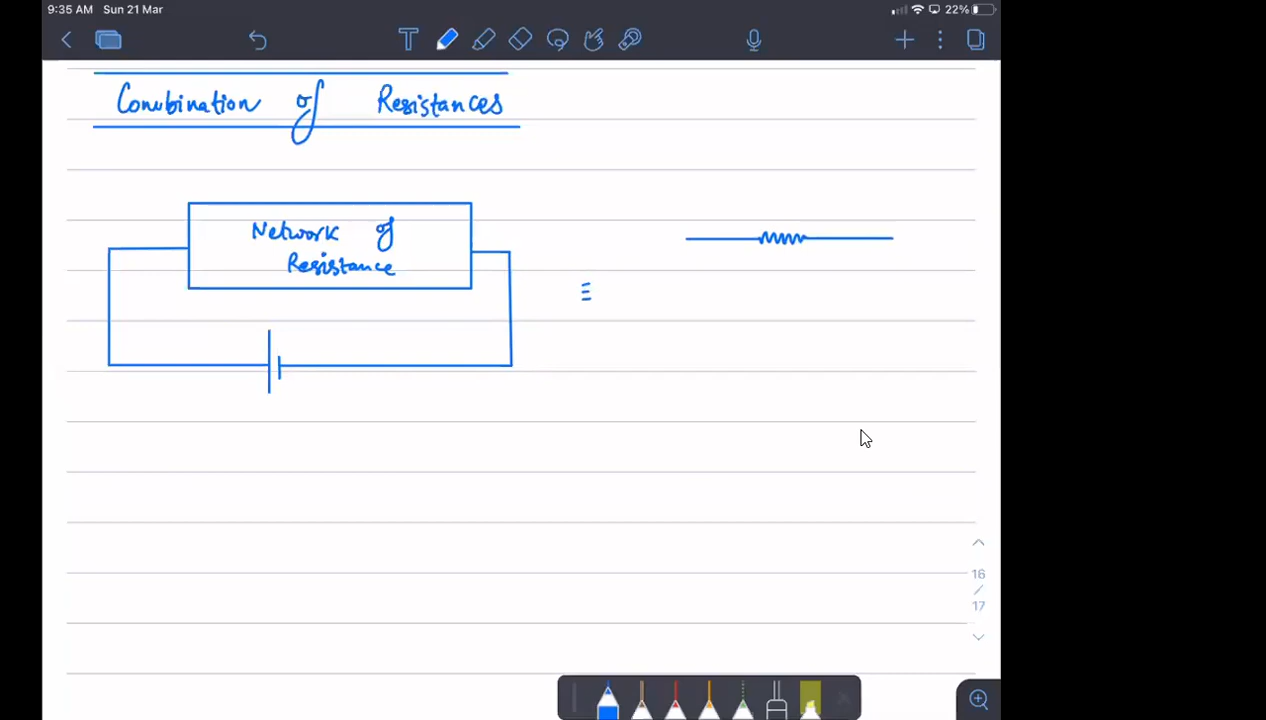 9:35 AM Sun 21 Mar
22%
T
Combination of Resistances
Network of
Resistance
≡
16
/
17